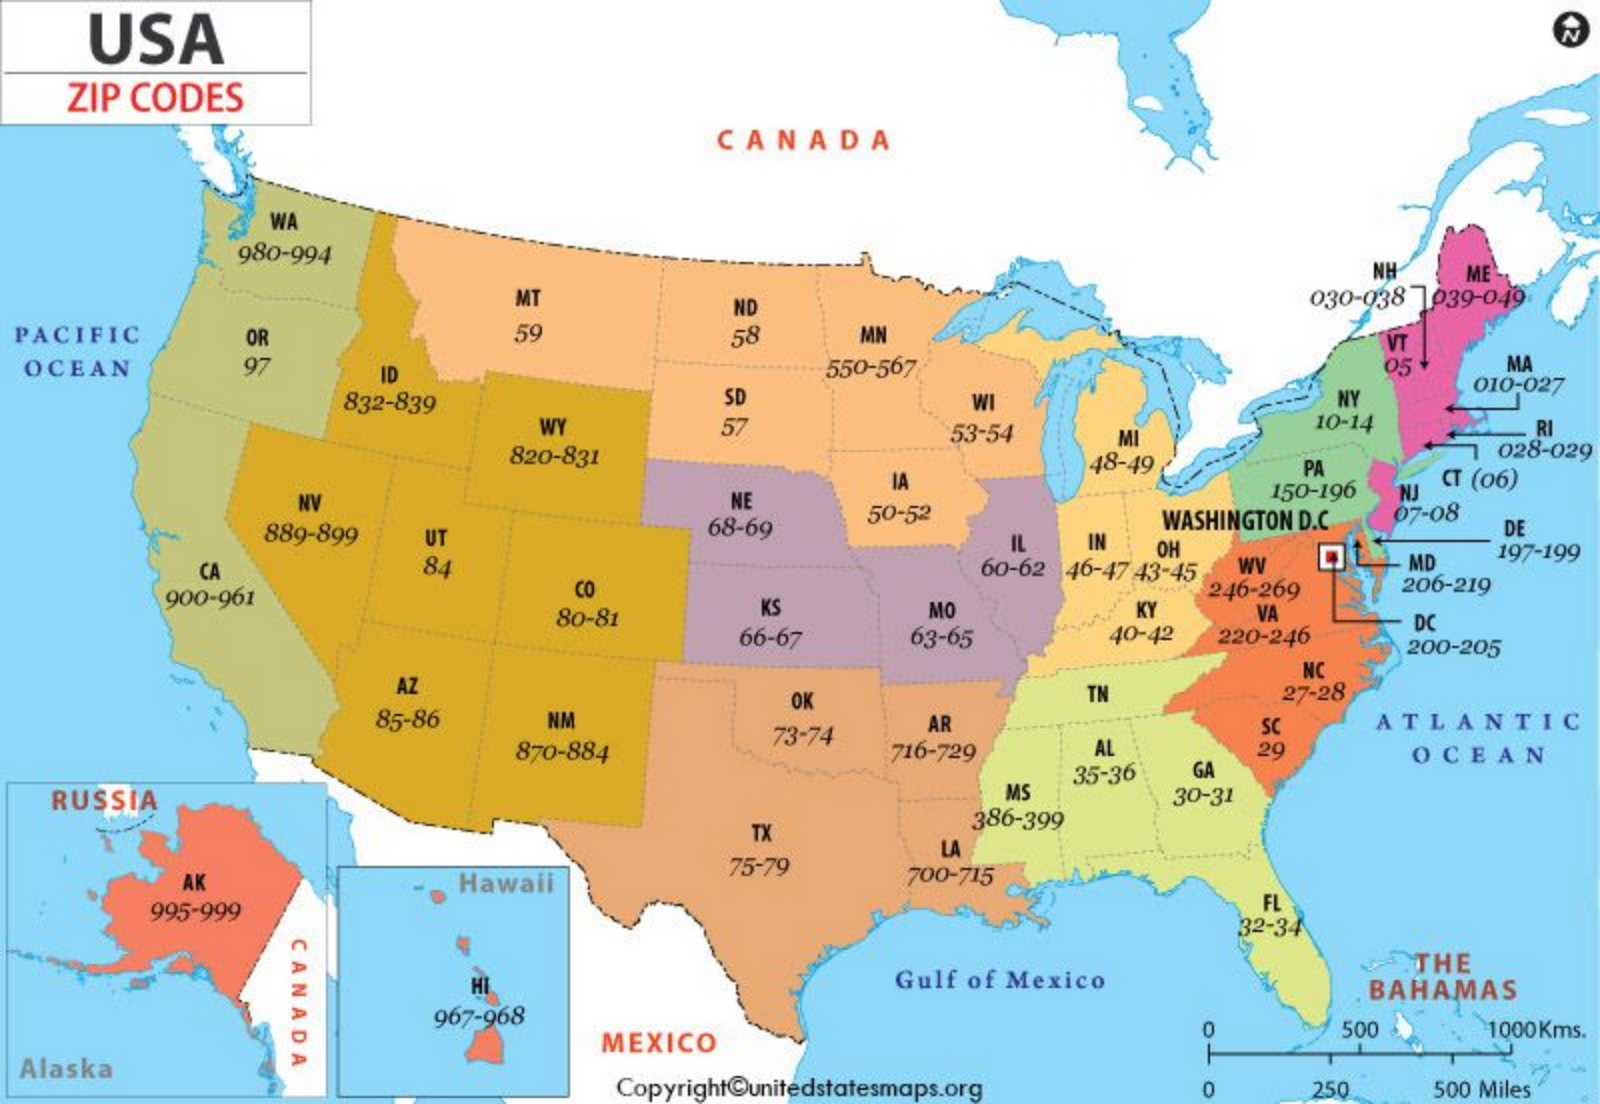 USA
ZIP CODES
CANADA
PACIFIC
OCEAN
WA
980-994
OR
97
ID
832-839
MT
59
ND
58
MN
550-567
SD
57
WY
820-831
WI
53-54
MI
48-49
NH
030-038
ME
039-049
VT
05
MA
010-027
NY
10-14
RI
028-029
CT (06)
PA
150-196
NJ
07-08
DE
197-199
WASHINGTON D.C
MD
206-219
DC
200-205
NV
889-899
UT
84
CA
900-961
CO
80-81
NE
68-69
IA
50-52
IL
60-62
IN
46-47
OH
43-45
WV
246-269
VA
220-246
KY
40-42
KS
66-67
MO
63-65
AZ
85-86
NM
870-884
OK
73-74
AR
716-729
TN
NC
27-28
SC
29
AL
35-36
GA
30-31
MS
386-399
TX
75-79
LA
700-715
FL
32-34
ATLANTIC
OCEAN
RUSSIA
AK
995-999
CANADA
Alaska
Hawaii
HI
967-968
MEXICO
Gulf of Mexico
THE
BAHAMAS
0 500 1000Kms.
0 250 500 Miles
Copyright©unitedstatesmaps.org
N